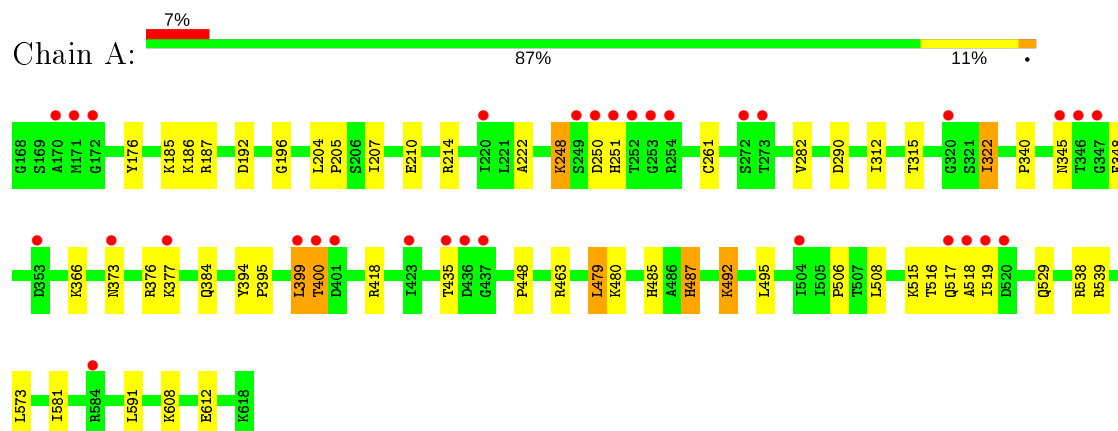 7%
Chain A:
87% 11% •
G168 S169 A170 M171 G172 Y176 K185 K186 R187 D192 G196 L204 P205 S206 I207 E210 R214 I220 L221 A222 K248 S249 D250 H251 T252 G253 R254 C261 S272 T273 V282 D290 I312 T315 G320 S321 I322 P340 N345 T346 G347 E348
D353 K366 N373 R376 K377 Q384 Y394 P395 L399 T400 D401 R418 I423 T435 D436 G437 P448 R463 L479 K480 H485 A486 H487 K492 L495 I504 I505 P506 T507 L508 K515 T516 Q517 A518 I519 D520 Q529 R538 R539
L573 I581 R584 L591 K608 E612 K618